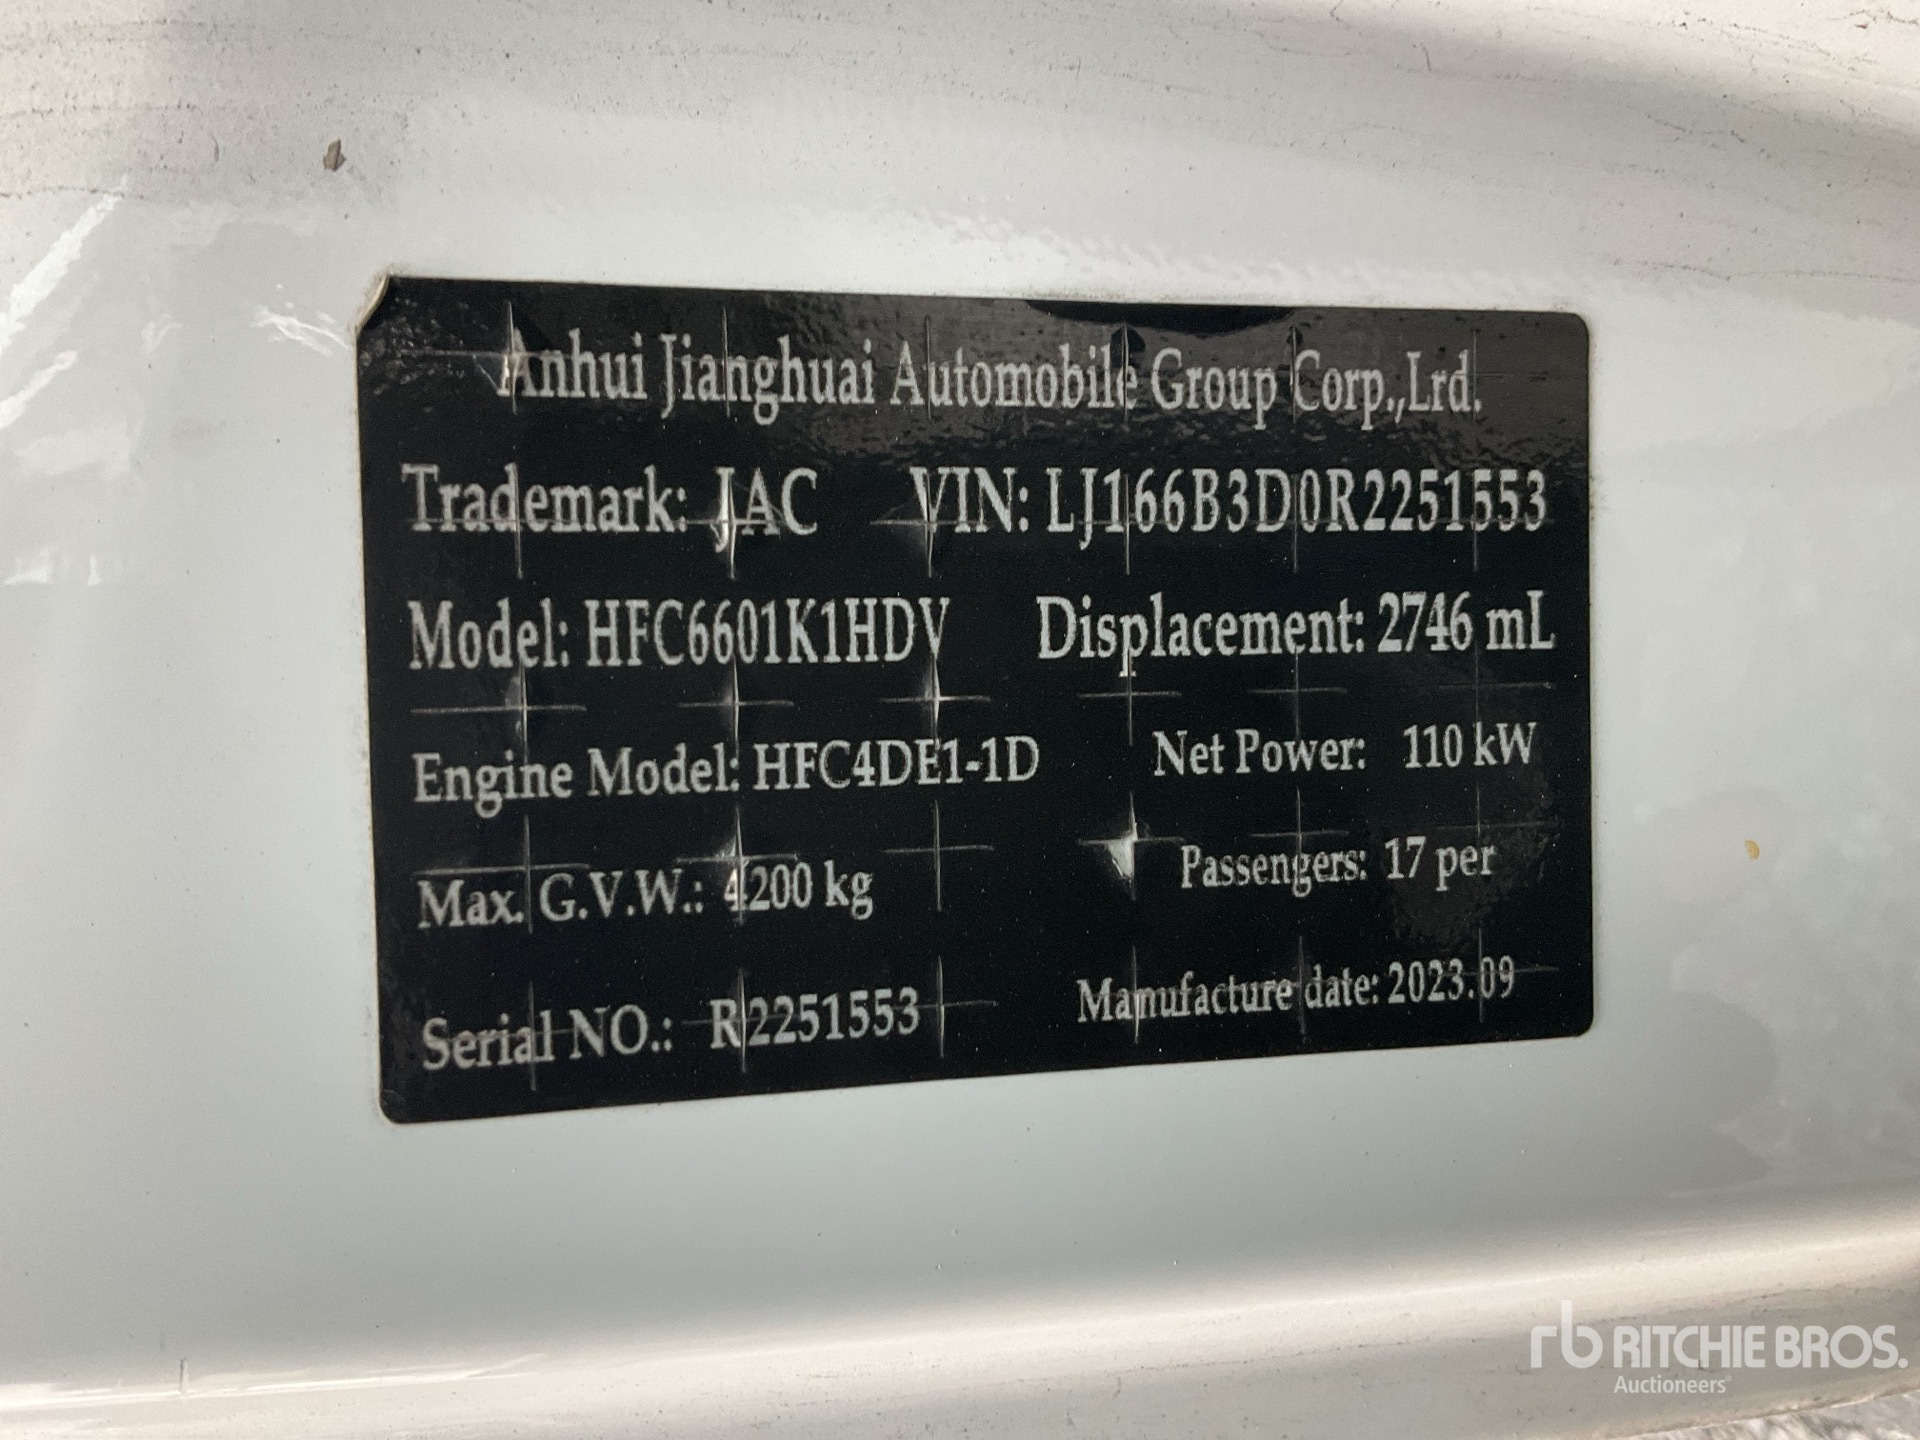 Anhui Jianghuai Automobile Group Corp.,Lrd.
Trademark: JAC VIN: LJ166B3D0R2251553
Model: HFC6601K1HDV Displacement: 2746 mL
Engine Model: HFC4DE1-1D Net Power: 110 kW
Max. G.V.W.: 4200 kg Passengers: 17 per
Serial NO.: R2251553 Manufacture date: 2023.09
rb RITCHIE BROS.
Auctioneers